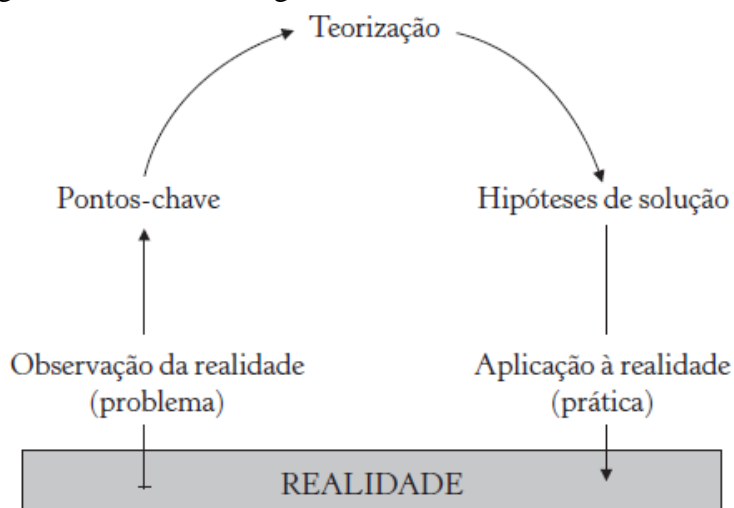 Teorização
Pontos-chave
Hipóteses de solução
Observação da realidade
(problema)
Aplicação à realidade
(prática)
REALIDADE